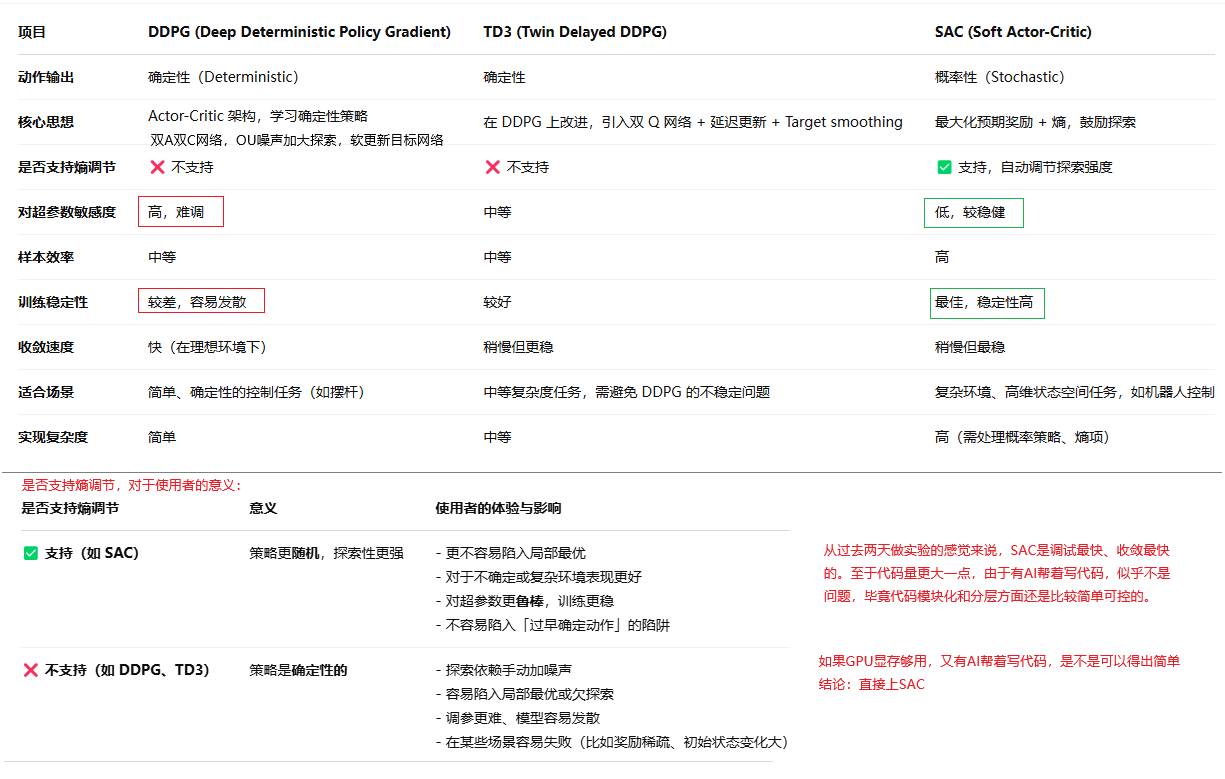 项目 DDPG (Deep Deterministic Policy Gradient) TD3 (Twin Delayed DDPG) SAC (Soft Actor-Critic)
动作输出 确定性（Deterministic） 确定性 概率性（Stochastic）
核心思想 Actor-Critic 架构，学习确定性策略 在 DDPG 上改进，引入双 Q 网络 + 延迟更新 + Target smoothing 最大化预期奖励 + 熵，鼓励探索
双A双C网络，OU噪声加大探索，软更新目标网络
是否支持熵调节 ❌ 不支持 ❌ 不支持 ✅ 支持，自动调节探索强度
对超参数敏感度 高，难调 中等 低，较稳健
样本效率 中等 中等 高
训练稳定性 较差，容易发散 较好 最佳，稳定性高
收敛速度 快（在理想环境下） 稍慢但更稳 稍慢但最稳
适合场景 简单、确定性的控制任务（如摆杆） 中等复杂度任务，需避免 DDPG 的不稳定问题 复杂环境、高维状态空间任务，如机器人控制
实现复杂度 简单 中等 高（需处理概率策略、熵项）
是否支持熵调节，对于使用者的意义：
是否支持熵调节 意义 使用者的体验与影响
✅ 支持（如 SAC） 策略更随机，探索性更强 - 更不容易陷入局部最优
- 对于不确定或复杂环境表现更好
- 对超参数更鲁棒，训练更稳
- 不容易陷入「过早确定动作」的陷阱
❌ 不支持（如 DDPG、TD3） 策略是确定性的 - 探索依赖手动加噪声
- 容易陷入局部最优或欠探索
- 调参更难、模型容易发散
- 在某些场景容易失败（比如奖励稀疏、初始状态变化大）
从过去两天做实验的感觉来说，SAC是调试最快、收敛最快
的。至于代码量更大一点，由于有AI帮着写代码，似乎不是
问题，毕竟代码模块化和分层方面还是比较简单可控的。
如果GPU显存够用，又有AI帮着写代码，是不是可以得出简单
结论：直接上SAC